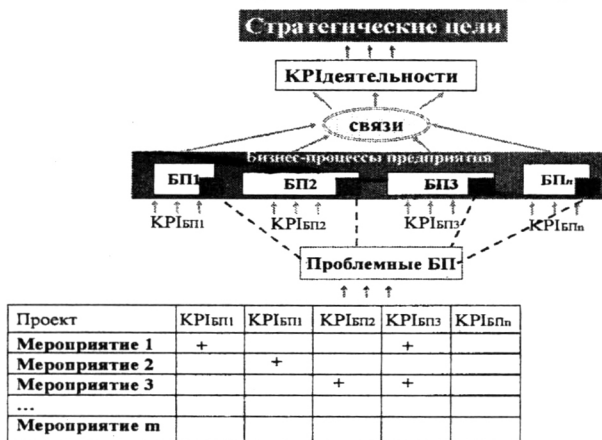 Стратегические цели
KPIдеятельности
связи
Бизнес-процессы предприятия
БП1 БП2 БП3 БПn
KPIБП1 KPIБП2 KPIБП3 KPIБПn
Проблемные БП
Проект KPIБП1 KPIБП1 KPIБП2 KPIБП3 KPIБПn
Мероприятие 1 + +
Мероприятие 2 +
Мероприятие 3 + +
...
Мероприятие m